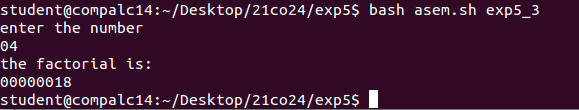 student@compalc14:~/Desktop/21co24/exp5$ bash asem.sh exp5_3
enter the number
04
the factorial is:
00000018
student@compalc14:~/Desktop/21co24/exp5$